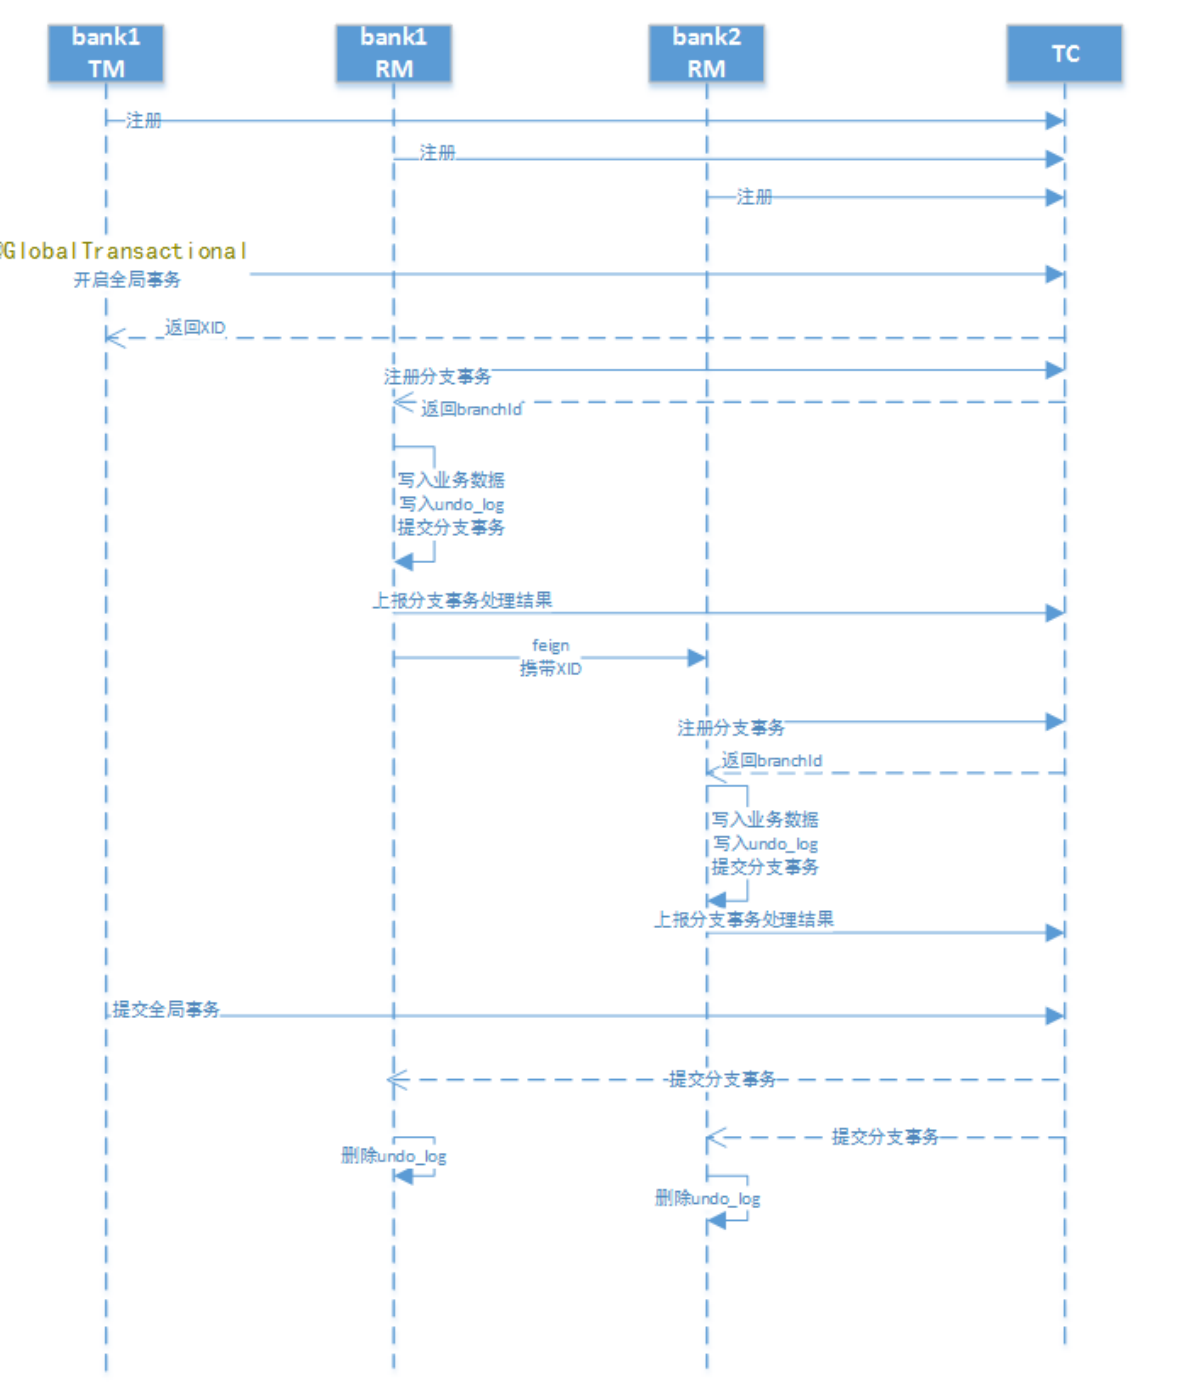 bank1
TM
bank1
RM
bank2
RM
TC
注册
注册
注册
@GlobalTransactional
开启全局事务
返回XID
注册分支事务
返回branchId
写入业务数据
写入undo_log
提交分支事务
上报分支事务处理结果
feign
携带XID
注册分支事务
返回branchId
写入业务数据
写入undo_log
提交分支事务
上报分支事务处理结果
提交全局事务
提交分支事务
提交分支事务
删除undo_log
删除undo_log